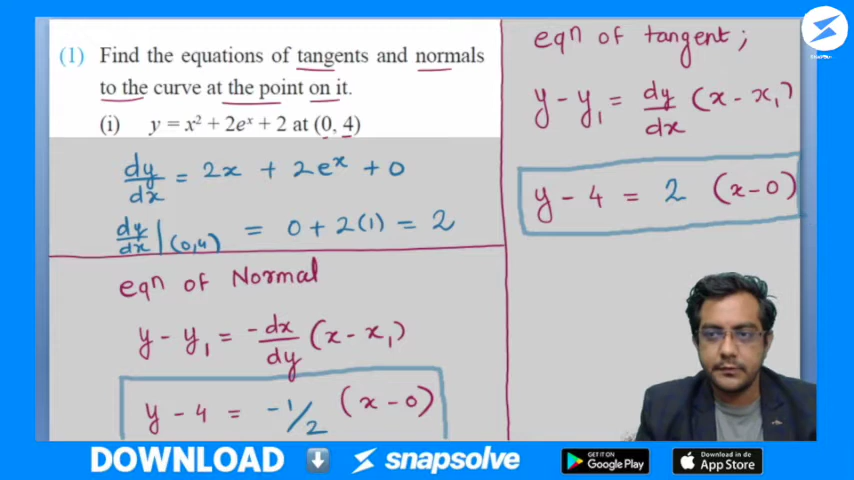 (1) Find the equations of tangents and normals
to the curve at the point on it.
(i) y = x² + 2eˣ + 2 at (0, 4)
dy/dx = 2x + 2eˣ + 0
dy/dx|(0,4) = 0 + 2(1) = 2
eqn of Normal
y - y₁ = -dx/dy (x - x₁)
y - 4 = -1/2 (x - 0)
eqn of tangent ;
y - y₁ = dy/dx (x - x₁)
y - 4 = 2 (x - 0)
DOWNLOAD snapsolve
GET IT ON
Google Play
Download in
App Store